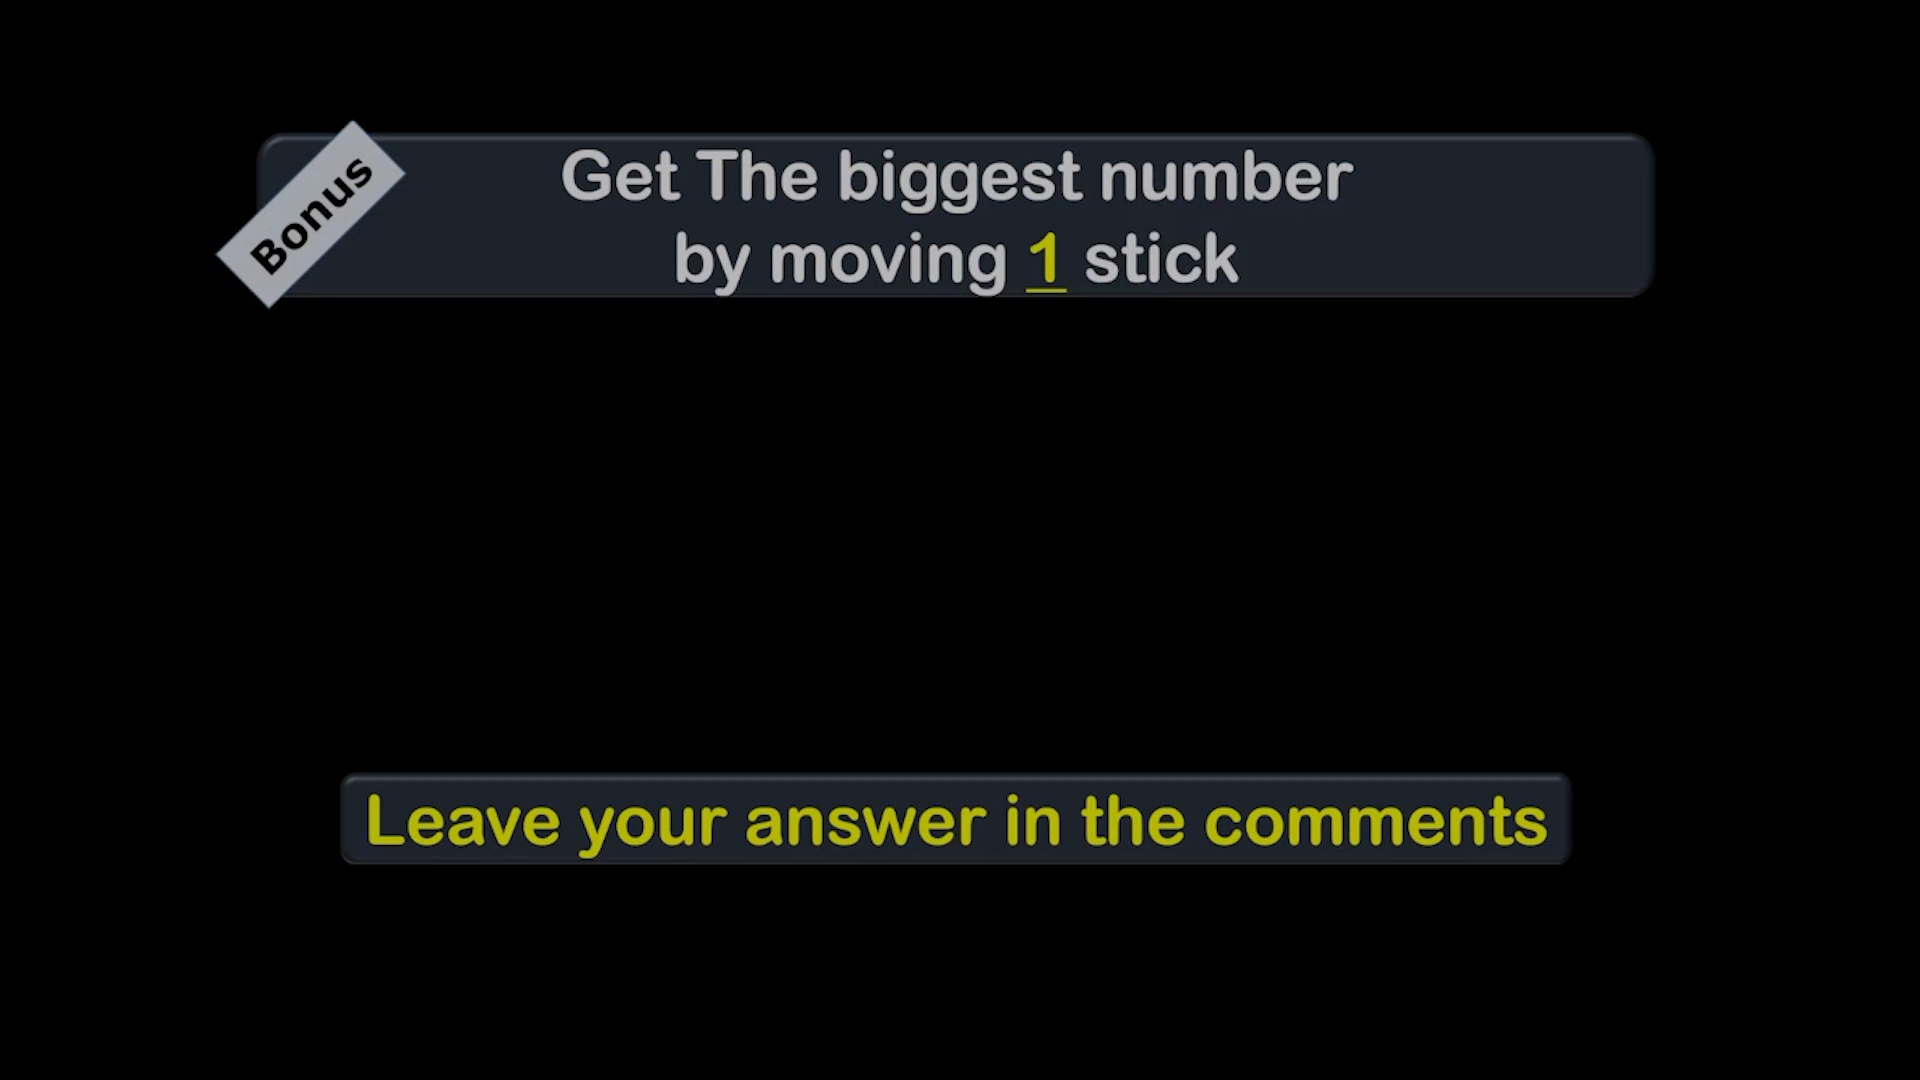 Bonus
Get The biggest number
by moving 1 stick
Leave your answer in the comments